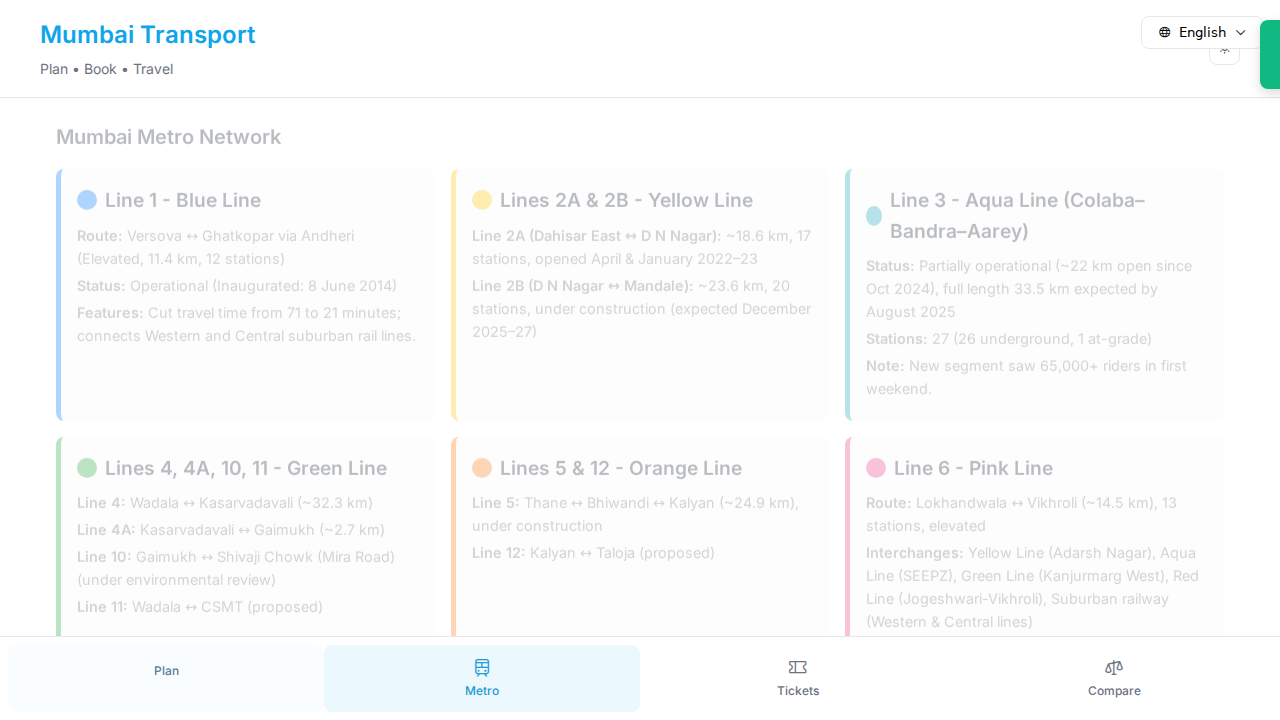 Mumbai Transport
Plan • Book • Travel
English
Mumbai Metro Network
Line 1 - Blue Line
Route: Versova ↔ Ghatkopar via Andheri
(Elevated, 11.4 km, 12 stations)
Status: Operational (Inaugurated: 8 June 2014)
Features: Cut travel time from 71 to 21 minutes;
connects Western and Central suburban rail lines.
Lines 2A & 2B - Yellow Line
Line 2A (Dahisar East ↔ D N Nagar): ~18.6 km, 17
stations, opened April & January 2022–23
Line 2B (D N Nagar ↔ Mandale): ~23.6 km, 20
stations, under construction (expected December
2025–27)
Line 3 - Aqua Line (Colaba–
Bandra–Aarey)
Status: Partially operational (~22 km open since
Oct 2024), full length 33.5 km expected by
August 2025
Stations: 27 (26 underground, 1 at-grade)
Note: New segment saw 65,000+ riders in first
weekend.
Lines 4, 4A, 10, 11 - Green Line
Line 4: Wadala ↔ Kasarvadavali (~32.3 km)
Line 4A: Kasarvadavali ↔ Gaimukh (~2.7 km)
Line 10: Gaimukh ↔ Shivaji Chowk (Mira Road)
(under environmental review)
Line 11: Wadala ↔ CSMT (proposed)
Lines 5 & 12 - Orange Line
Line 5: Thane ↔ Bhiwandi ↔ Kalyan (~24.9 km),
under construction
Line 12: Kalyan ↔ Taloja (proposed)
Line 6 - Pink Line
Route: Lokhandwala ↔ Vikhroli (~14.5 km), 13
stations, elevated
Interchanges: Yellow Line (Adarsh Nagar), Aqua
Line (SEEPZ), Green Line (Kanjurmarg West), Red
Line (Jogeshwari-Vikhroli), Suburban railway
(Western & Central lines)
Plan
Metro
Tickets
Compare